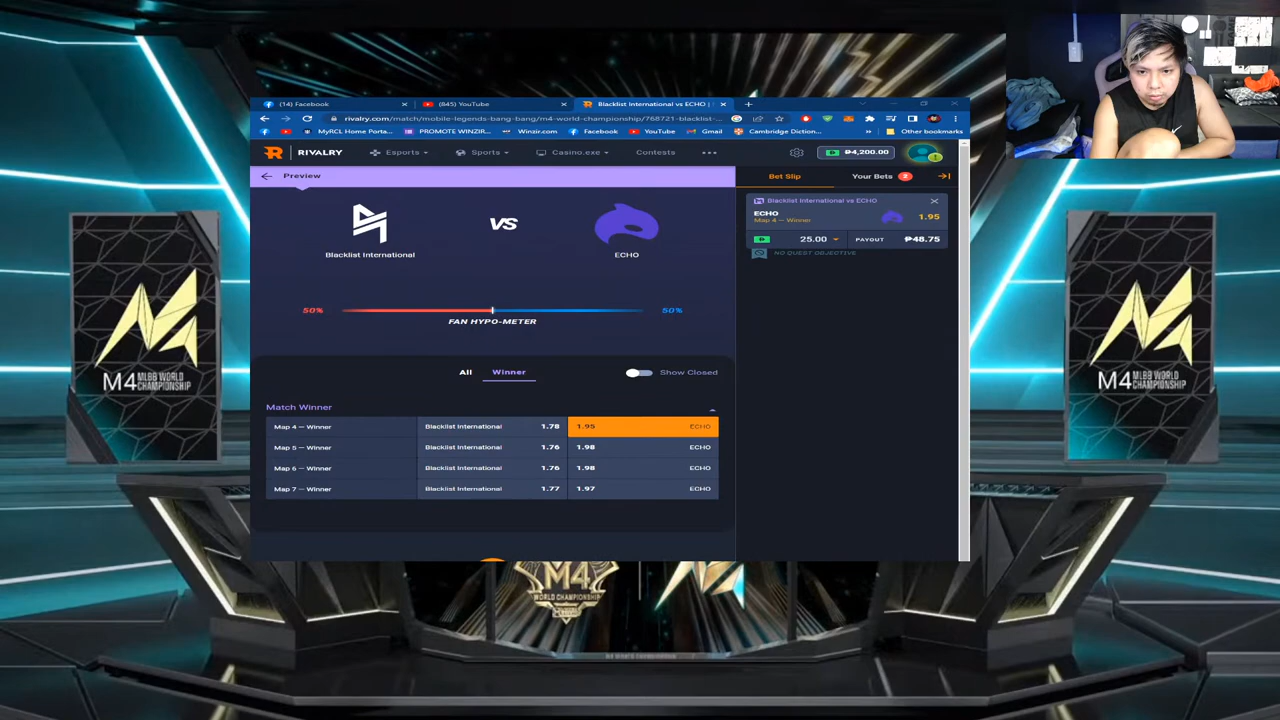 (14) Facebook
(845) YouTube
Blacklist International vs ECHO |
rivalry.com/match/mobile-legends-bang-bang/m4-world-championship/768721-blacklist-...
MyRCL Home Porta...
PROMOTE WINZIR...
Winzir.com
Facebook
YouTube
Gmail
Cambridge Diction...
Other bookmarks
RIVALRY
Esports
Sports
Casino.exe
Contests
₱4,200.00
Preview
Bet Slip
Your Bets 2
Blacklist International vs ECHO
ECHO
Map 4 – Winner
1.95
25.00
PAYOUT
₱48.75
NO QUEST OBJECTIVE
VS
Blacklist International
ECHO
50%
50%
FAN HYPO-METER
All
Winner
Show Closed
Match Winner
Map 4 – Winner Blacklist International 1.78 1.95 ECHO
Map 5 – Winner Blacklist International 1.76 1.98 ECHO
Map 6 – Winner Blacklist International 1.76 1.98 ECHO
Map 7 – Winner Blacklist International 1.77 1.97 ECHO
M4 MLBB WORLD CHAMPIONSHIP
M4 MLBB WORLD CHAMPIONSHIP
M4
WORLD CHAMPIONSHIP